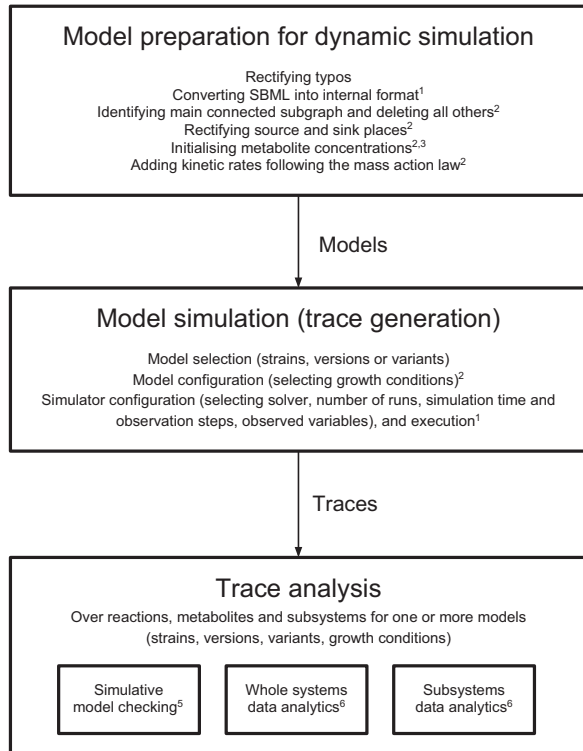 Model preparation for dynamic simulation
Rectifying typos
Converting SBML into internal format¹
Identifying main connected subgraph and deleting all others²
Rectifying source and sink places²
Initialising metabolite concentrations²,³
Adding kinetic rates following the mass action law²
Models
Model simulation (trace generation)
Model selection (strains, versions or variants)
Model configuration (selecting growth conditions)²
Simulator configuration (selecting solver, number of runs, simulation time and
observation steps, observed variables), and execution¹
Traces
Trace analysis
Over reactions, metabolites and subsystems for one or more models
(strains, versions, variants, growth conditions)
Simulative
model checking⁵
Whole systems
data analytics⁶
Subsystems
data analytics⁶